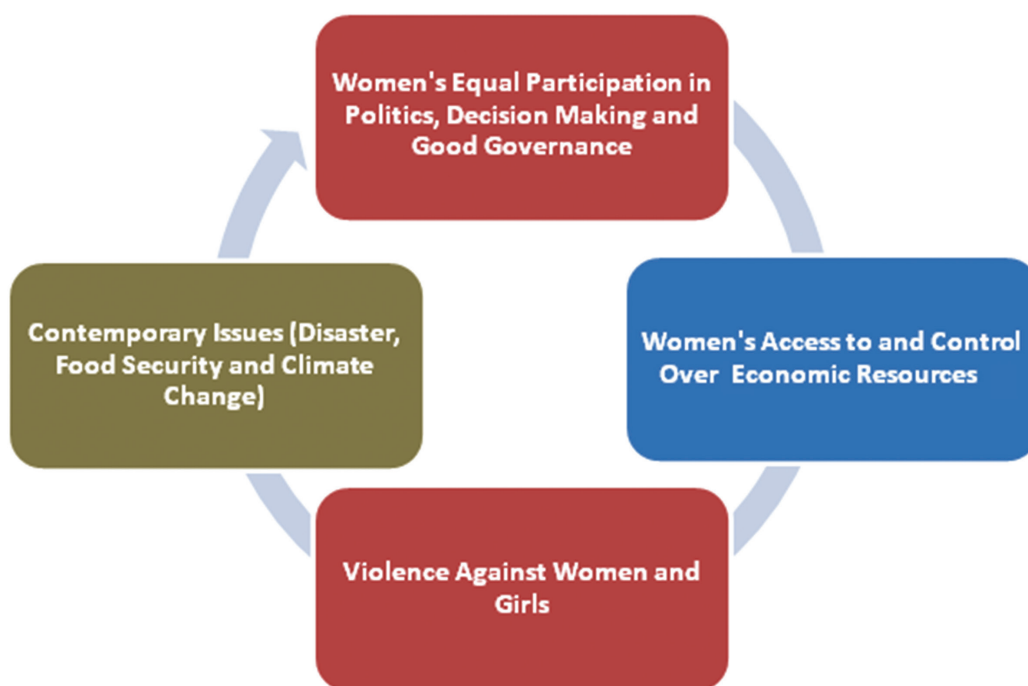 Women's Equal Participation in
Politics, Decision Making and
Good Governance
Women's Access to and Control
Over Economic Resources
Violence Against Women and
Girls
Contemporary Issues (Disaster,
Food Security and Climate
Change)